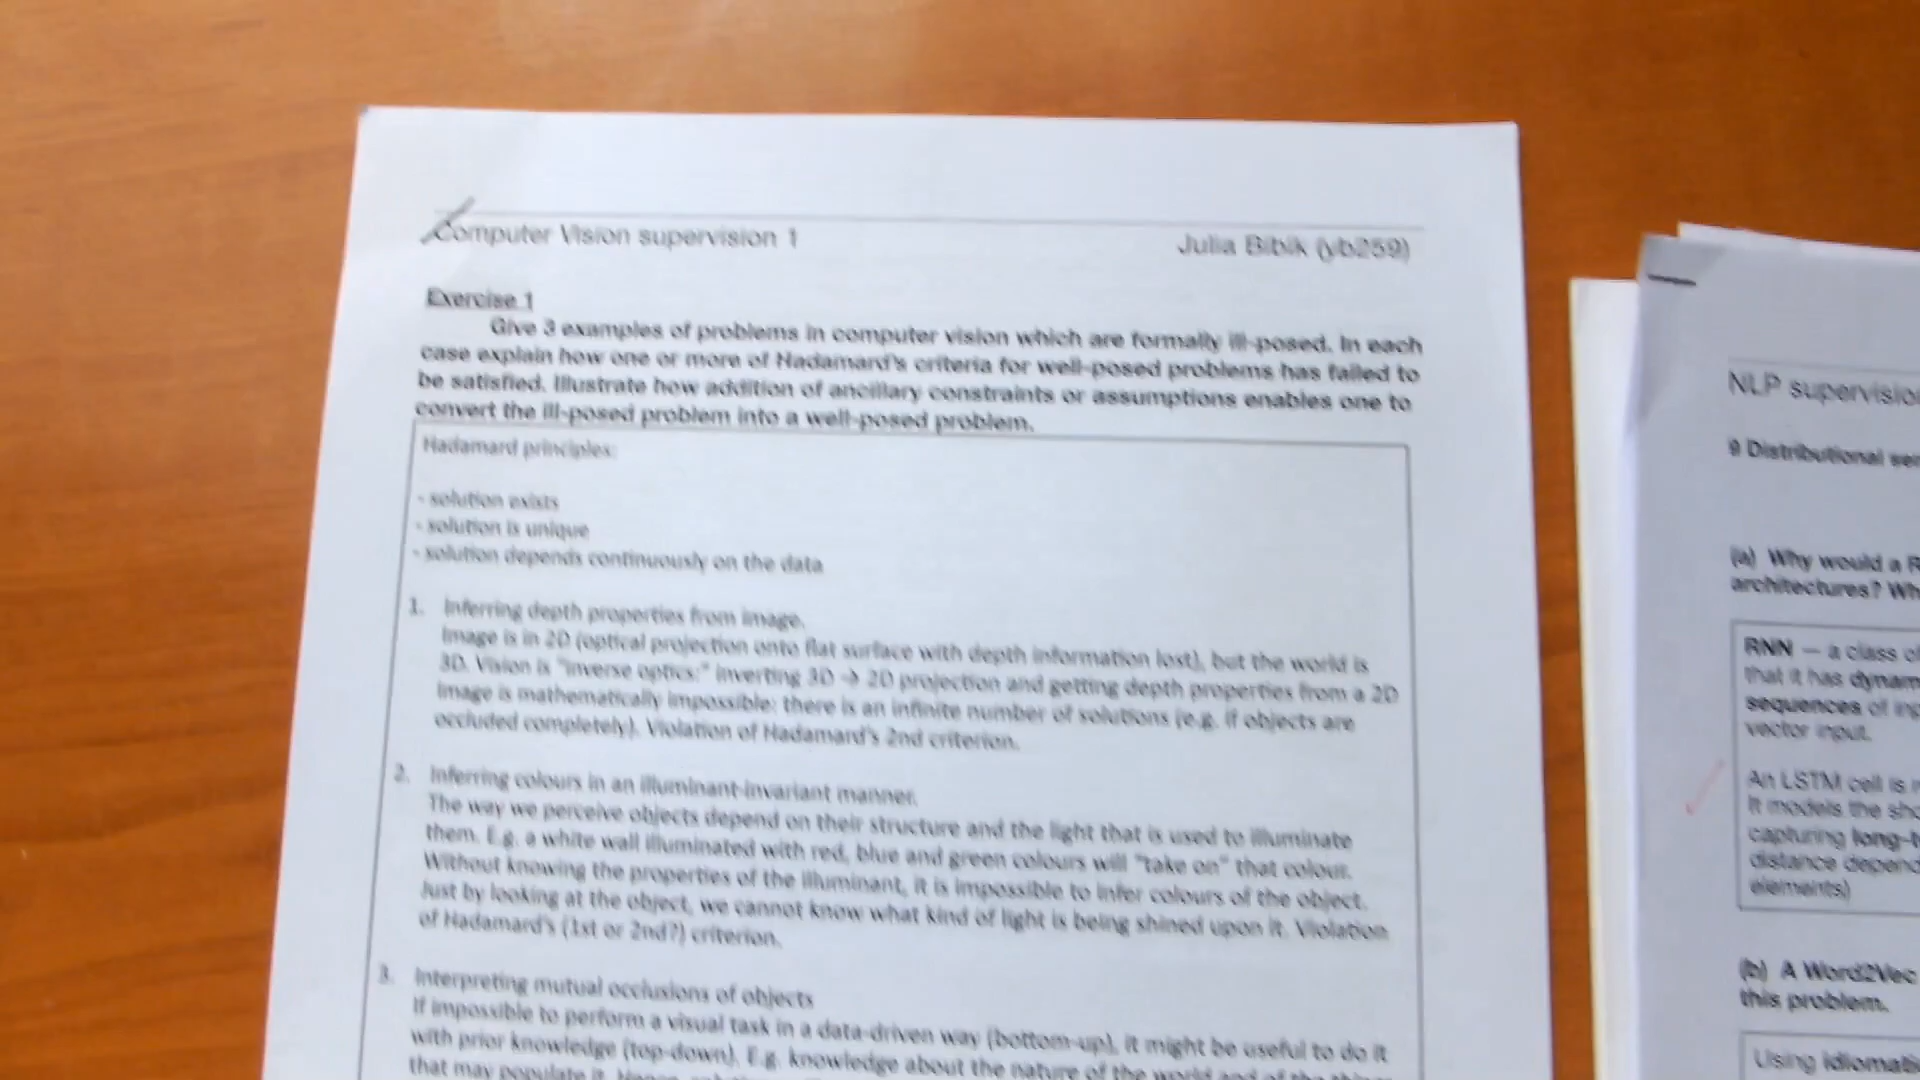 Computer Vision supervision 1
Julia Bibik (yb259)
Exercise 1
Give 3 examples of problems in computer vision which are formally ill-posed. In each
case explain how one or more of Hadamard's criteria for well-posed problems has failed to
be satisfied. Illustrate how addition of ancillary constraints or assumptions enables one to
convert the ill-posed problem into a well-posed problem.
Hadamard principles:
- solution exists
- solution is unique
- solution depends continuously on the data
1. Inferring depth properties from image.
Image is in 2D (optical projection onto flat surface with depth information lost), but the world is
3D. Vision is "inverse optics:" inverting 3D → 2D projection and getting depth properties from a 2D
image is mathematically impossible: there is an infinite number of solutions (e.g. if objects are
occluded completely). Violation of Hadamard's 2nd criterion.
2. Inferring colours in an illuminant-invariant manner.
The way we perceive objects depend on their structure and the light that is used to illuminate
them. E.g. a white wall illuminated with red, blue and green colours will "take on" that colour.
Without knowing the properties of the illuminant, it is impossible to infer colours of the object.
Just by looking at the object, we cannot know what kind of light is being shined upon it. Violation
of Hadamard's (1st or 2nd?) criterion.
3. Interpreting mutual occlusions of objects
If impossible to perform a visual task in a data-driven way (bottom-up), it might be useful to do it
with prior knowledge (top-down). E.g. knowledge about the nature of the world and of the things
that may populate it. Hence
NLP supervision
9 Distributional
(a) Why would a
architectures?
RNN — a class
that it has
sequences of
vector input.
An LSTM cell is
It models the
capturing
distance
elements)
(b) A Word2Vec
this problem.
Using